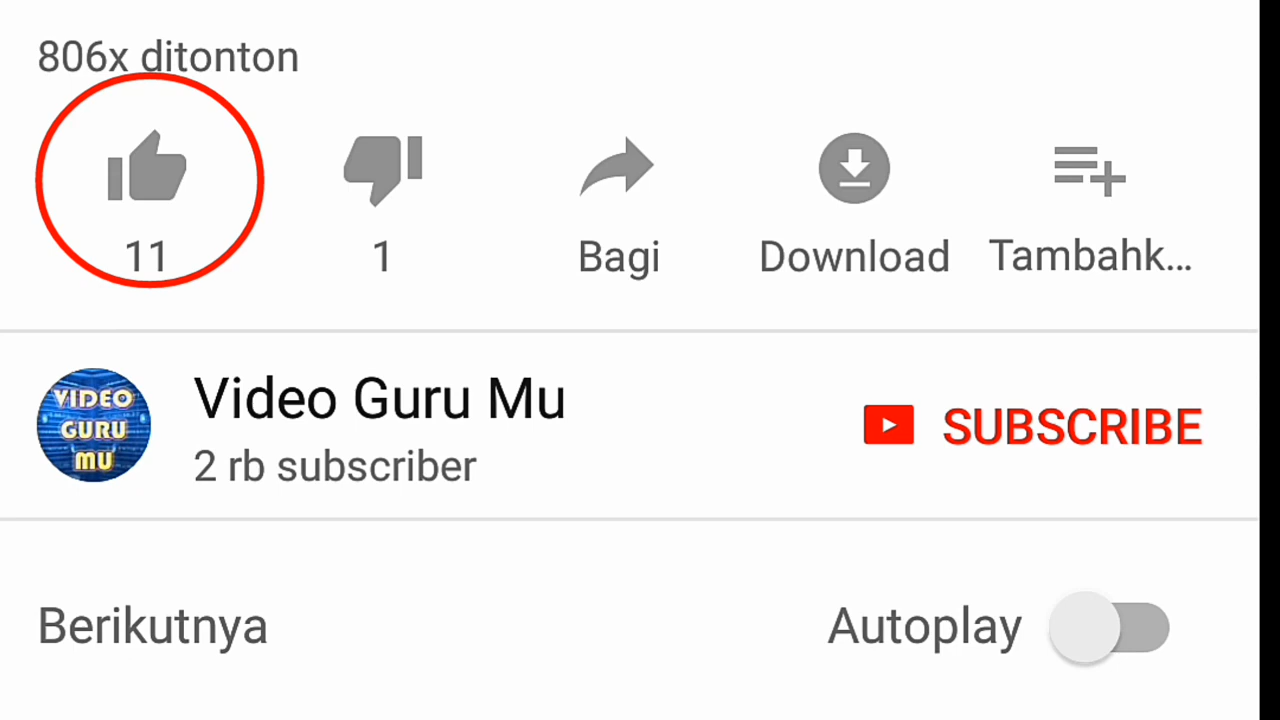 806x ditonton
11 1 Bagi Download Tambahk...
VIDEO
GURU
MU
Video Guru Mu
2 rb subscriber
SUBSCRIBE
Berikutnya Autoplay